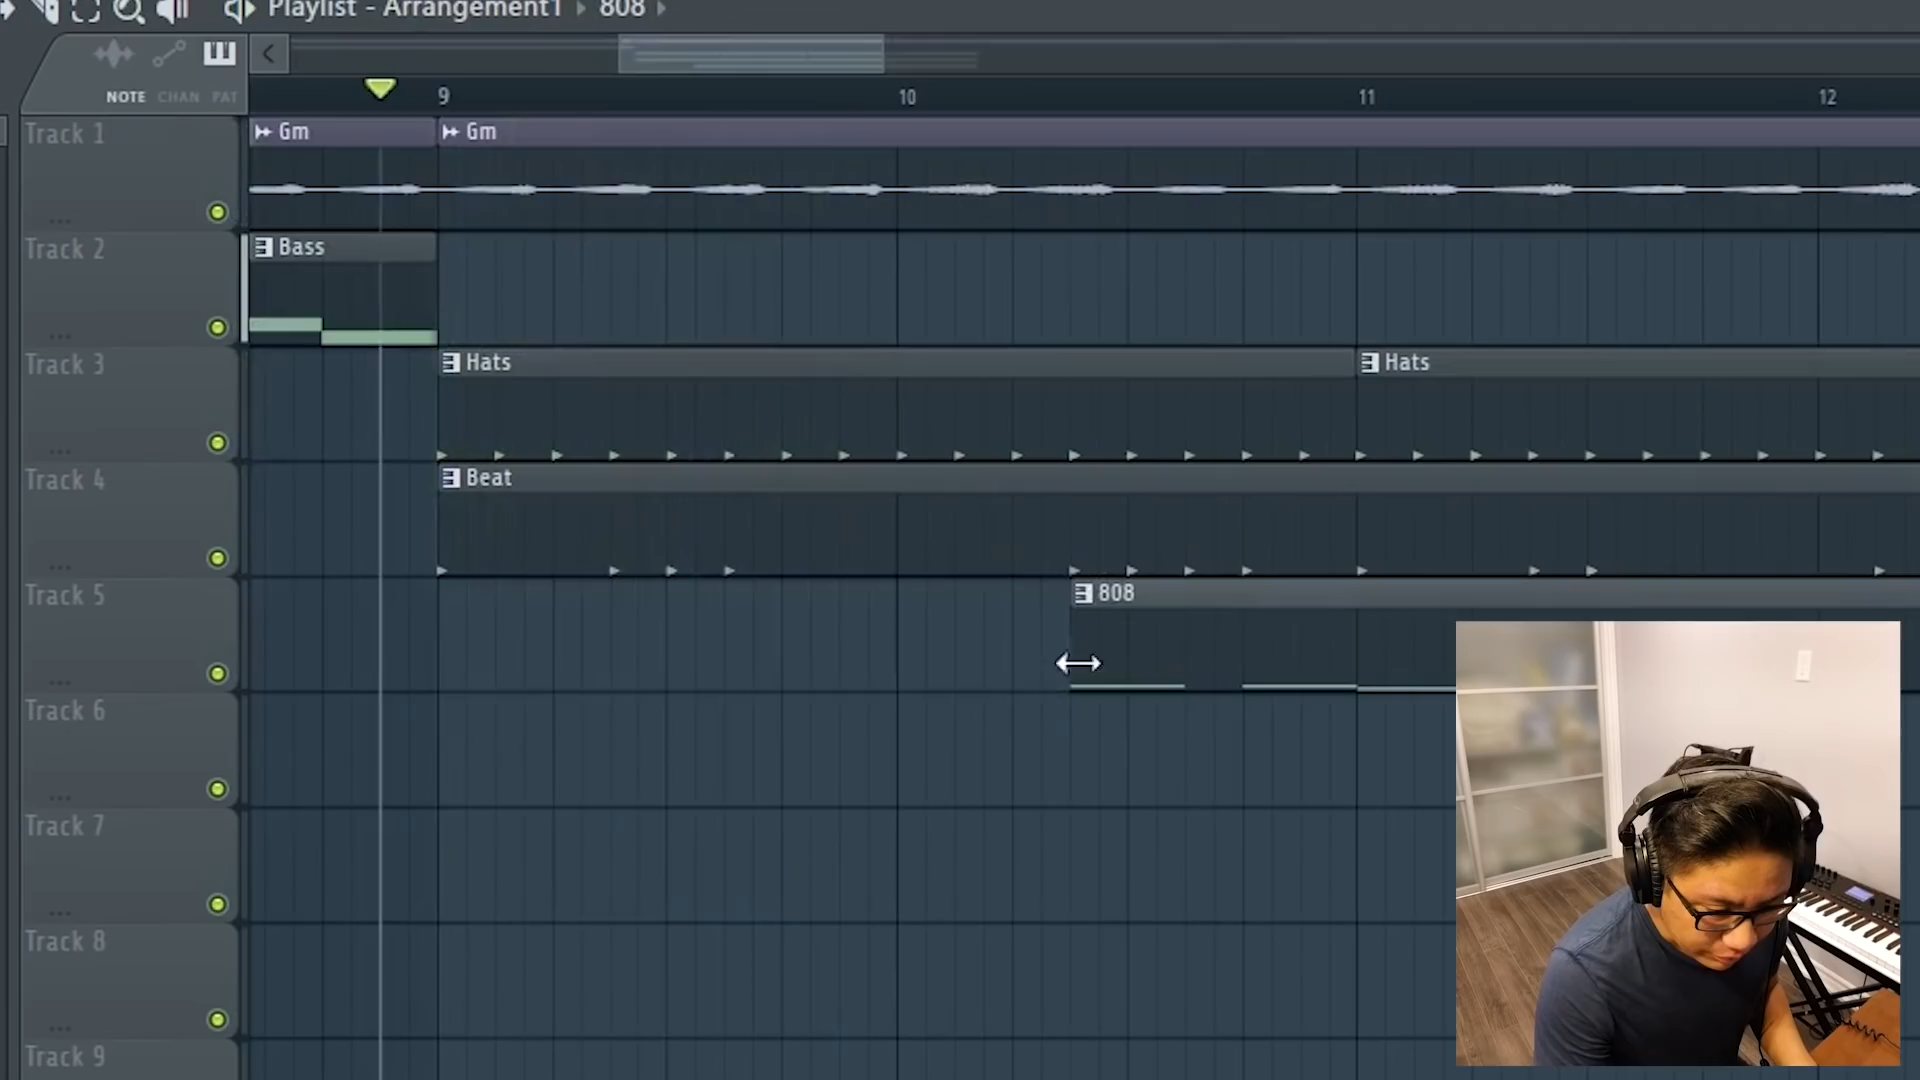 Playlist - Arrangement1 ▸ 808 ▸
NOTE CHAN PAT
9 10 11 12
Track 1
Gm Gm
Track 2
Bass
Track 3
Hats Hats
Track 4
Beat
Track 5
808
Track 6
Track 7
Track 8
Track 9